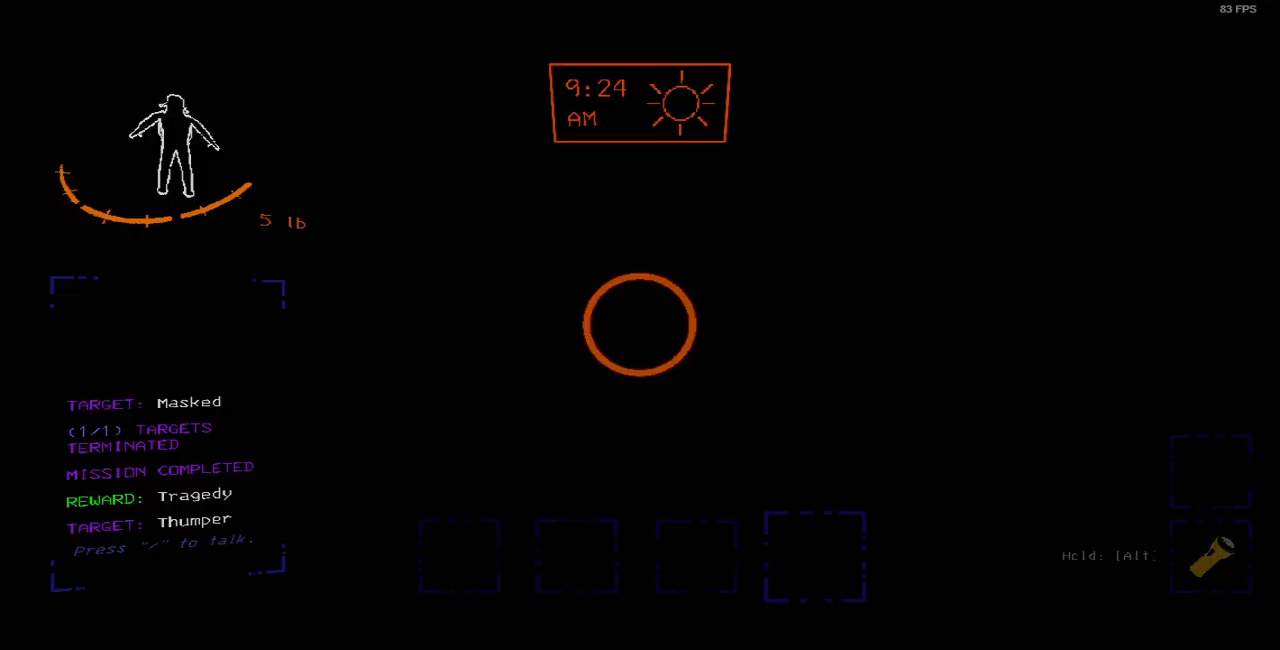 83 FPS
9:24
AM
5 lb
TARGET: Masked
(1/1) TARGETS
TERMINATED
MISSION COMPLETED
REWARD: Tragedy
TARGET: Thumper
Press "/" to talk.
Hold: [Alt]